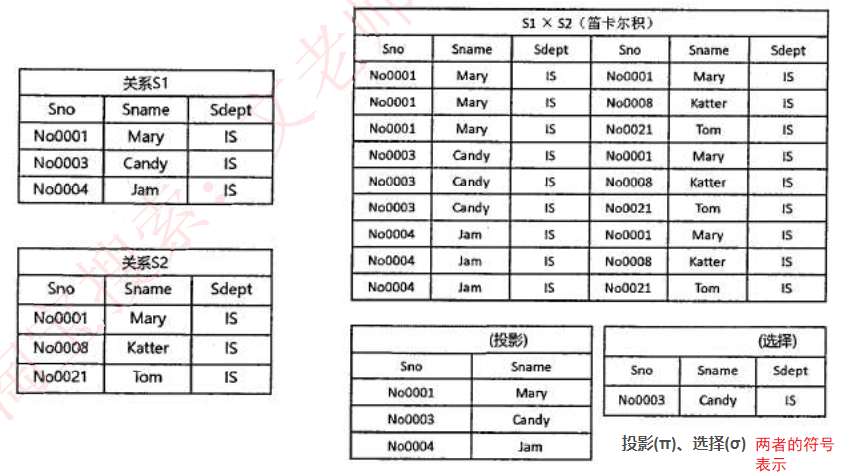 关系S1
Sno Sname Sdept
No0001 Mary IS
No0003 Candy IS
No0004 Jam IS
关系S2
Sno Sname Sdept
No0001 Mary IS
No0008 Katter IS
No0021 Tom IS
S1 × S2（笛卡尔积）
Sno Sname Sdept Sno Sname Sdept
No0001 Mary IS No0001 Mary IS
No0001 Mary IS No0008 Katter IS
No0001 Mary IS No0021 Tom IS
No0003 Candy IS No0001 Mary IS
No0003 Candy IS No0008 Katter IS
No0003 Candy IS No0021 Tom IS
No0004 Jam IS No0001 Mary IS
No0004 Jam IS No0008 Katter IS
No0004 Jam IS No0021 Tom IS
(投影)
Sno Sname
No0001 Mary
No0003 Candy
No0004 Jam
(选择)
Sno Sname Sdept
No0003 Candy IS
投影(π)、选择(σ) 两者的符号
表示
搜索：文老师